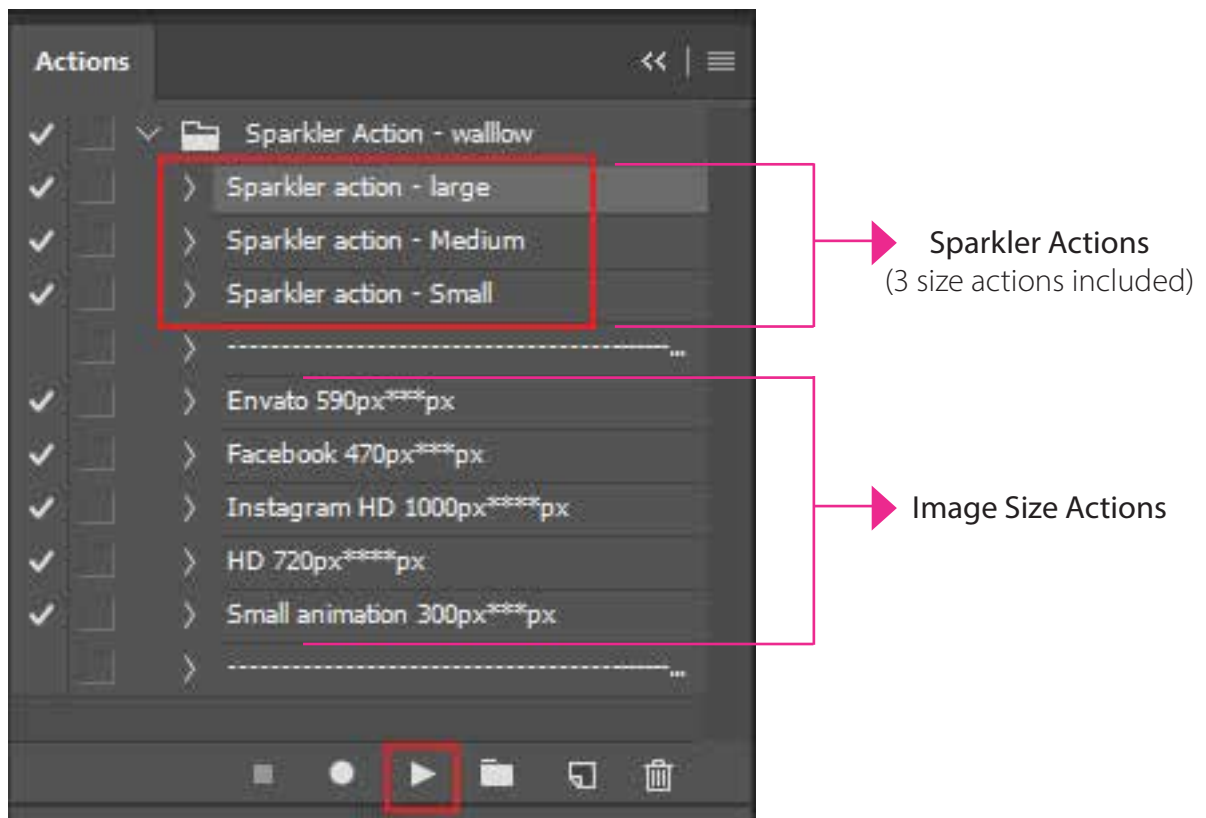 Actions
Sparkler Action - walllow
Sparkler action - large
Sparkler action - Medium
Sparkler action - Small
--------------------------------------------...
Envato 590px***px
Facebook 470px***px
Instagram HD 1000px****px
HD 720px****px
Small animation 300px***px
--------------------------------------------...
Sparkler Actions
(3 size actions included)
Image Size Actions